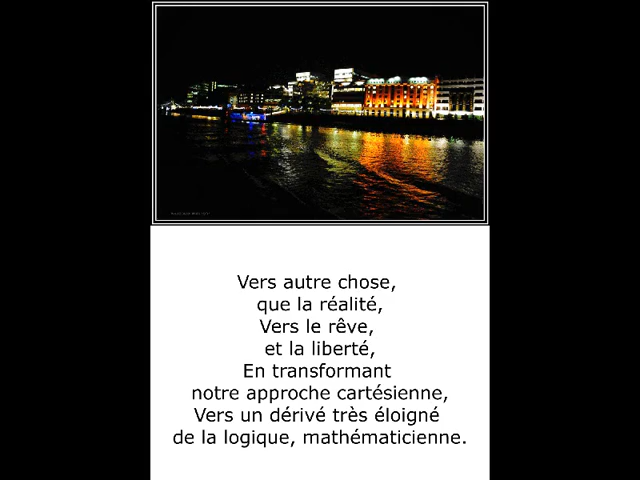 Vers autre chose,
que la réalité,
Vers le rêve,
et la liberté,
En transformant
notre approche cartésienne,
Vers un dérivé très éloigné
de la logique, mathématicienne.